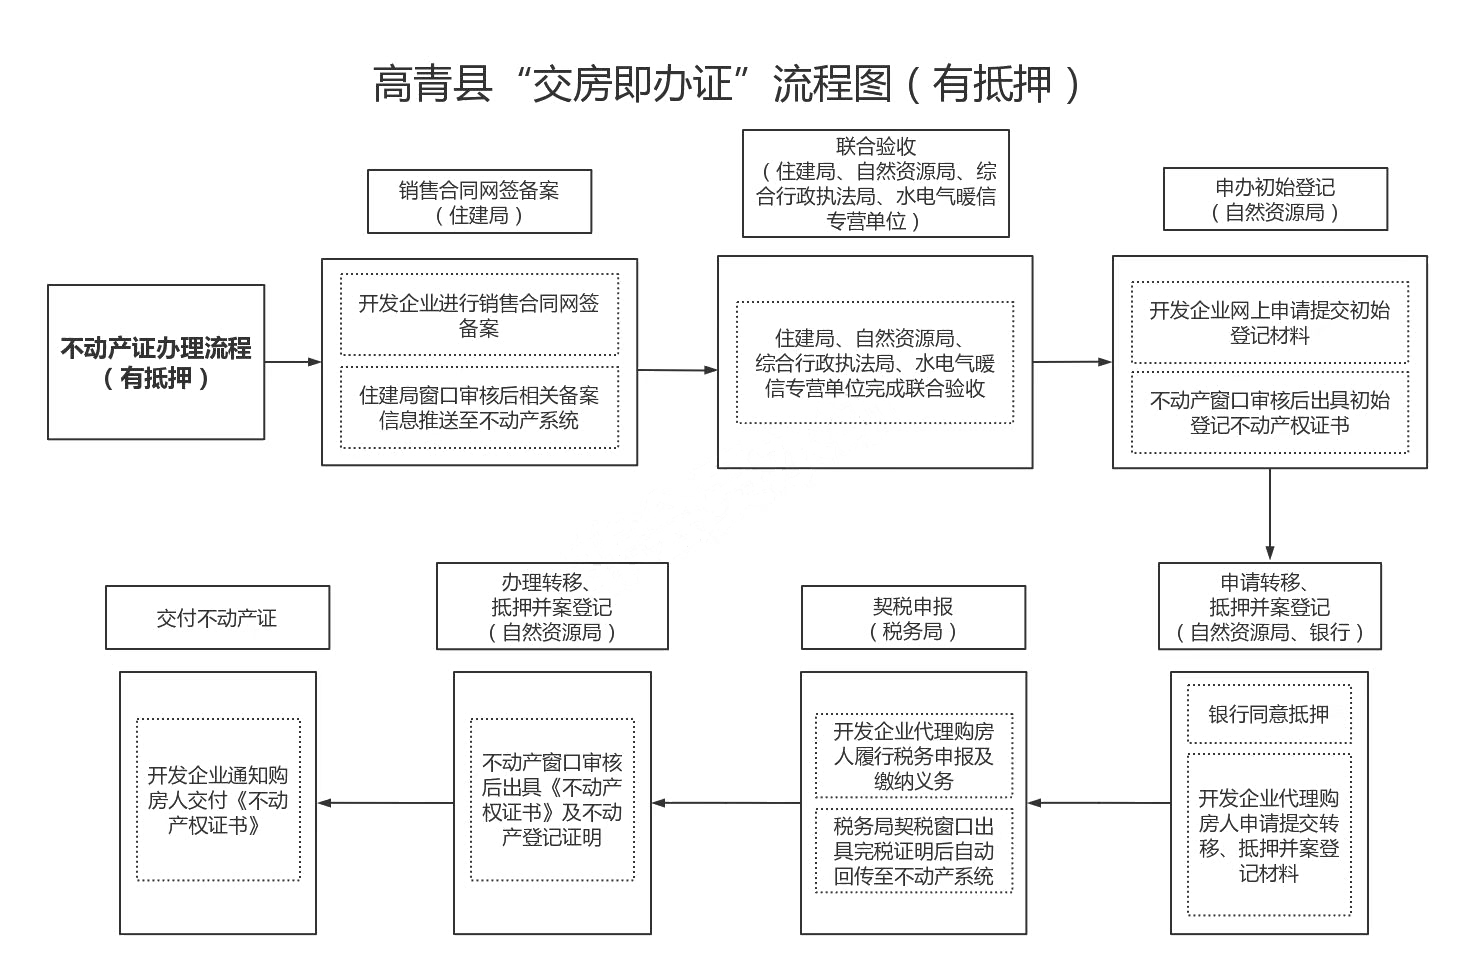 高青县“交房即办证”流程图（有抵押）
不动产证办理流程
（有抵押）
销售合同网签备案
（住建局）
开发企业进行销售合同网签
备案
住建局窗口审核后相关备案
信息推送至不动产系统
联合验收
（住建局、自然资源局、综
合行政执法局、水电气暖信
专营单位）
住建局、自然资源局、
综合行政执法局、水电气暖
信专营单位完成联合验收
申办初始登记
（自然资源局）
开发企业网上申请提交初始
登记材料
不动产窗口审核后出具初始
登记不动产权证书
申请转移、
抵押并案登记
（自然资源局、银行）
银行同意抵押
开发企业代理购
房人申请提交转
移、抵押并案登
记材料
契税申报
（税务局）
开发企业代理购房
人履行税务申报及
缴纳义务
税务局契税窗口出
具完税证明后自动
回传至不动产系统
办理转移、
抵押并案登记
（自然资源局）
不动产窗口审核
后出具《不动产
权证书》及不动
产登记证明
交付不动产证
开发企业通知购
房人交付《不动
产权证书》